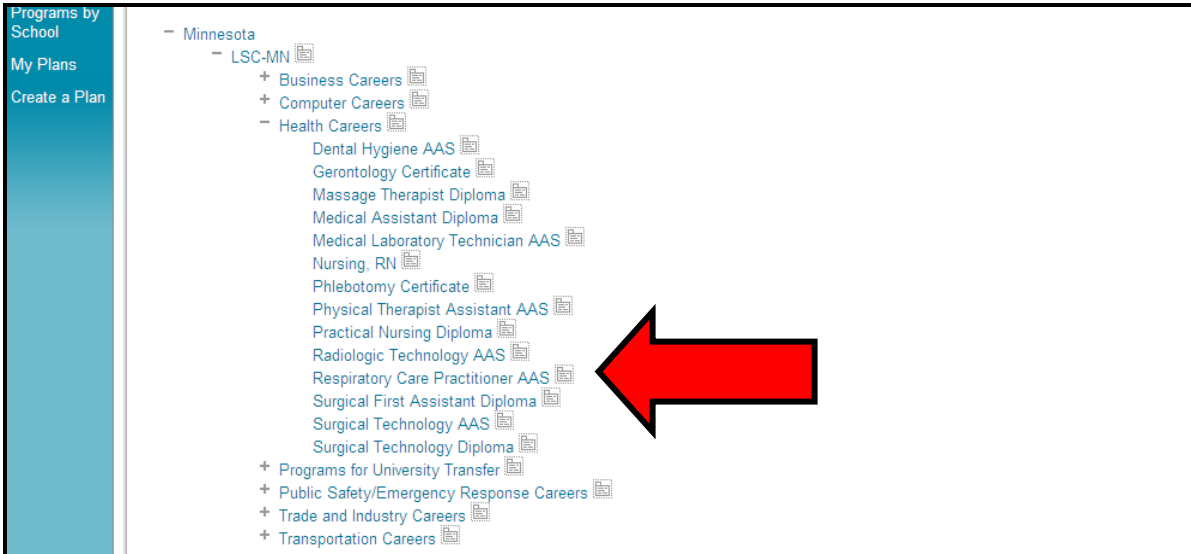 Programs by
School
My Plans
Create a Plan
− Minnesota
− LSC-MN
+ Business Careers
+ Computer Careers
− Health Careers
Dental Hygiene AAS
Gerontology Certificate
Massage Therapist Diploma
Medical Assistant Diploma
Medical Laboratory Technician AAS
Nursing, RN
Phlebotomy Certificate
Physical Therapist Assistant AAS
Practical Nursing Diploma
Radiologic Technology AAS
Respiratory Care Practitioner AAS
Surgical First Assistant Diploma
Surgical Technology AAS
Surgical Technology Diploma
+ Programs for University Transfer
+ Public Safety/Emergency Response Careers
+ Trade and Industry Careers
+ Transportation Careers